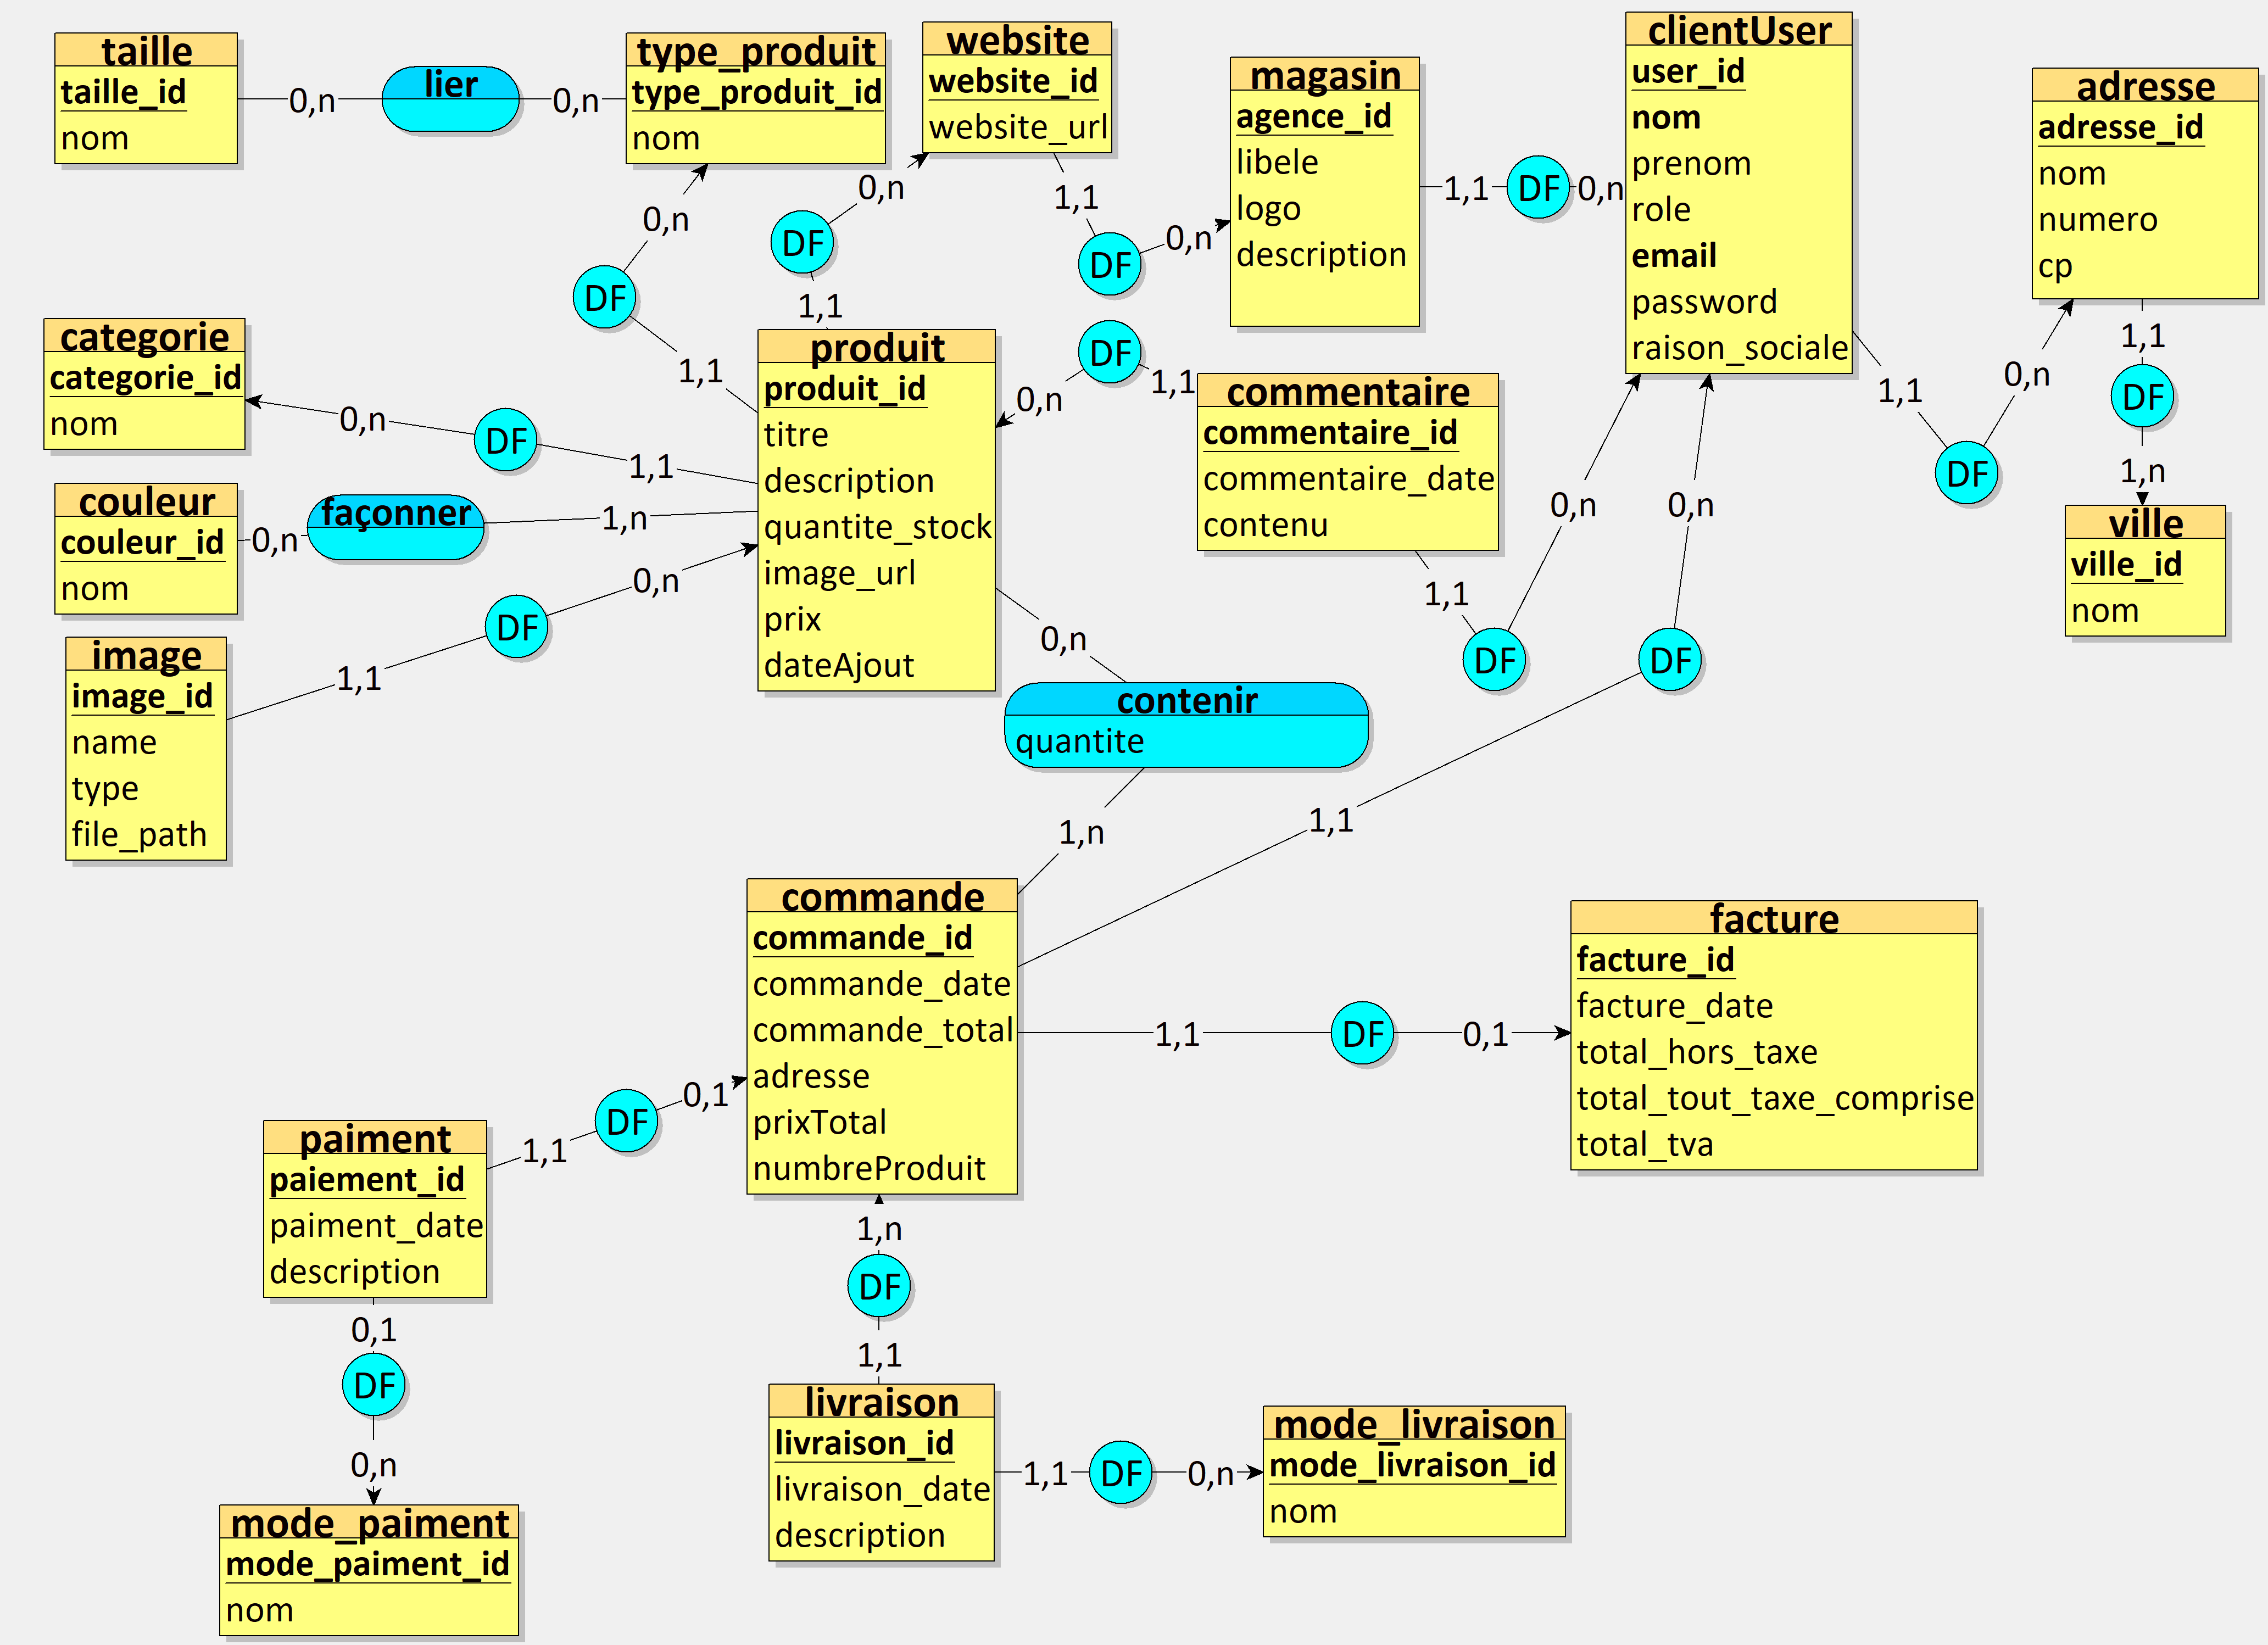 taille
taille_id
nom
0,n
lier
0,n
type_produit
type_produit_id
nom
website
website_id
website_url
magasin
agence_id
libele
logo
description
1,1
DF
0,n
clientUser
user_id
nom
prenom
role
email
password
raison_sociale
adresse
adresse_id
nom
numero
cp
0,n
DF
1,1
0,n
DF
1,1
1,1
DF
0,n
categorie
categorie_id
nom
0,n
DF
1,1
produit
produit_id
titre
description
quantite_stock
image_url
prix
dateAjout
0,n
DF
1,1
commentaire
commentaire_id
commentaire_date
contenu
1,1
DF
0,n
1,1
DF
0,n
1,1
DF
1,n
ville
ville_id
nom
couleur
couleur_id
nom
0,n
façonner
1,n
image
image_id
name
type
file_path
1,1
DF
0,n
0,n
contenir
quantite
1,n
0,n
DF
1,1
commande
commande_id
commande_date
commande_total
adresse
prixTotal
numbreProduit
1,1
DF
0,1
facture
facture_id
facture_date
total_hors_taxe
total_tout_taxe_comprise
total_tva
paiment
paiement_id
paiment_date
description
1,1
DF
0,1
0,1
DF
0,n
mode_paiment
mode_paiment_id
nom
1,n
DF
1,1
livraison
livraison_id
livraison_date
description
1,1
DF
0,n
mode_livraison
mode_livraison_id
nom